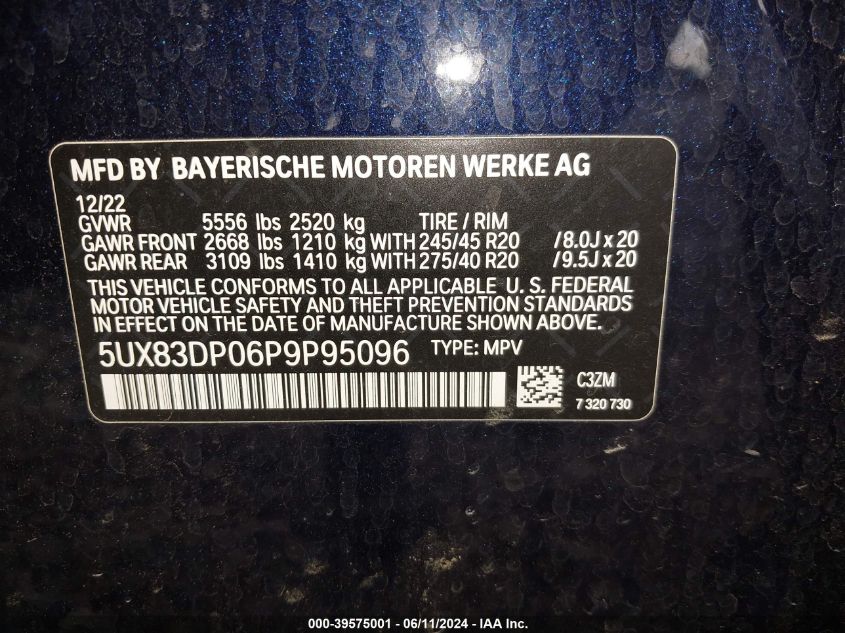 MFD BY BAYERISCHE MOTOREN WERKE AG
12/22
GVWR 5556 lbs 2520 kg TIRE / RIM
GAWR FRONT 2668 lbs 1210 kg WITH 245/45 R20 /8.0J x 20
GAWR REAR 3109 lbs 1410 kg WITH 275/40 R20 /9.5J x 20
THIS VEHICLE CONFORMS TO ALL APPLICABLE U. S. FEDERAL
MOTOR VEHICLE SAFETY AND THEFT PREVENTION STANDARDS
IN EFFECT ON THE DATE OF MANUFACTURE SHOWN ABOVE.
5UX83DP06P9P95096 TYPE: MPV
C3ZM
7 320 730
000-39575001 - 06/11/2024 - IAA Inc.